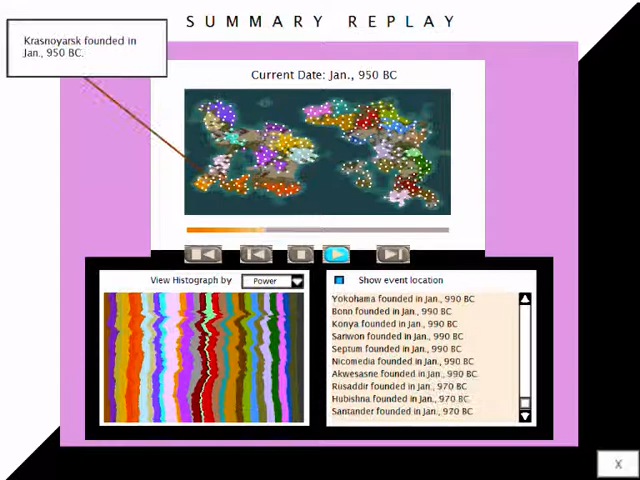 SUMMARY REPLAY
Krasnoyarsk founded in
Jan., 950 BC.
Current Date: Jan., 950 BC
View Histograph by
Power
Show event location
Yokohama founded in Jan., 990 BC
Bonn founded in Jan., 990 BC
Konya founded in Jan., 990 BC
Sariwon founded in Jan., 990 BC
Septum founded in Jan., 990 BC
Nicomedia founded in Jan., 990 BC
Akwesasne founded in Jan., 990 BC
Rusaddir founded in Jan., 970 BC
Hubishna founded in Jan., 970 BC
Santander founded in Jan., 970 BC
X